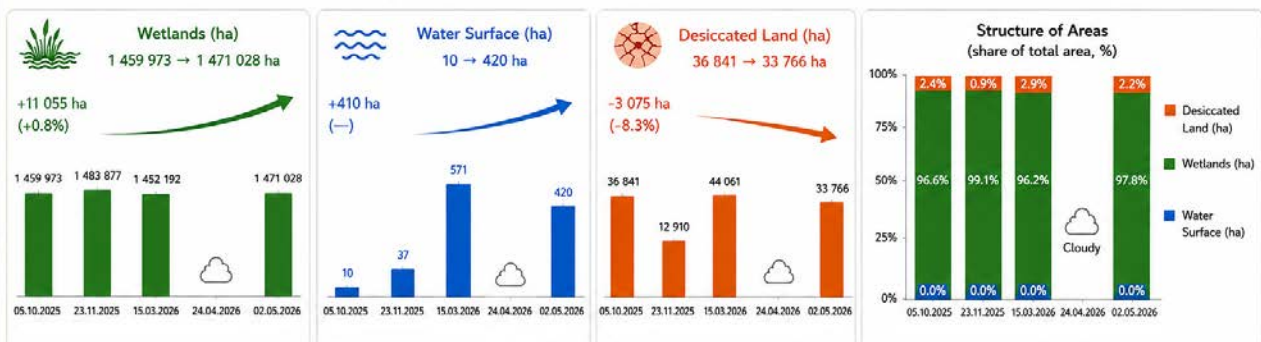 Wetlands (ha)
1 459 973 → 1 471 028 ha
+11 055 ha
(+0.8%)
1 459 973
1 483 877
1 452 192
1 471 028
05.10.2025
23.11.2025
15.03.2026
24.04.2026
02.05.2026
Water Surface (ha)
10 → 420 ha
+410 ha
(—)
10
37
571
420
05.10.2025
23.11.2025
15.03.2026
24.04.2026
02.05.2026
Desiccated Land (ha)
36 841 → 33 766 ha
-3 075 ha
(-8.3%)
36 841
12 910
44 061
33 766
05.10.2025
23.11.2025
15.03.2026
24.04.2026
02.05.2026
Structure of Areas
(share of total area, %)
100%
75%
50%
25%
0%
2.4%
0.9%
2.9%
2.2%
96.6%
99.1%
96.2%
97.8%
Cloudy
0.0%
0.0%
0.0%
0.0%
05.10.2025
23.11.2025
15.03.2026
24.04.2026
02.05.2026
Desiccated
Land (ha)
Wetlands (ha)
Water
Surface (ha)